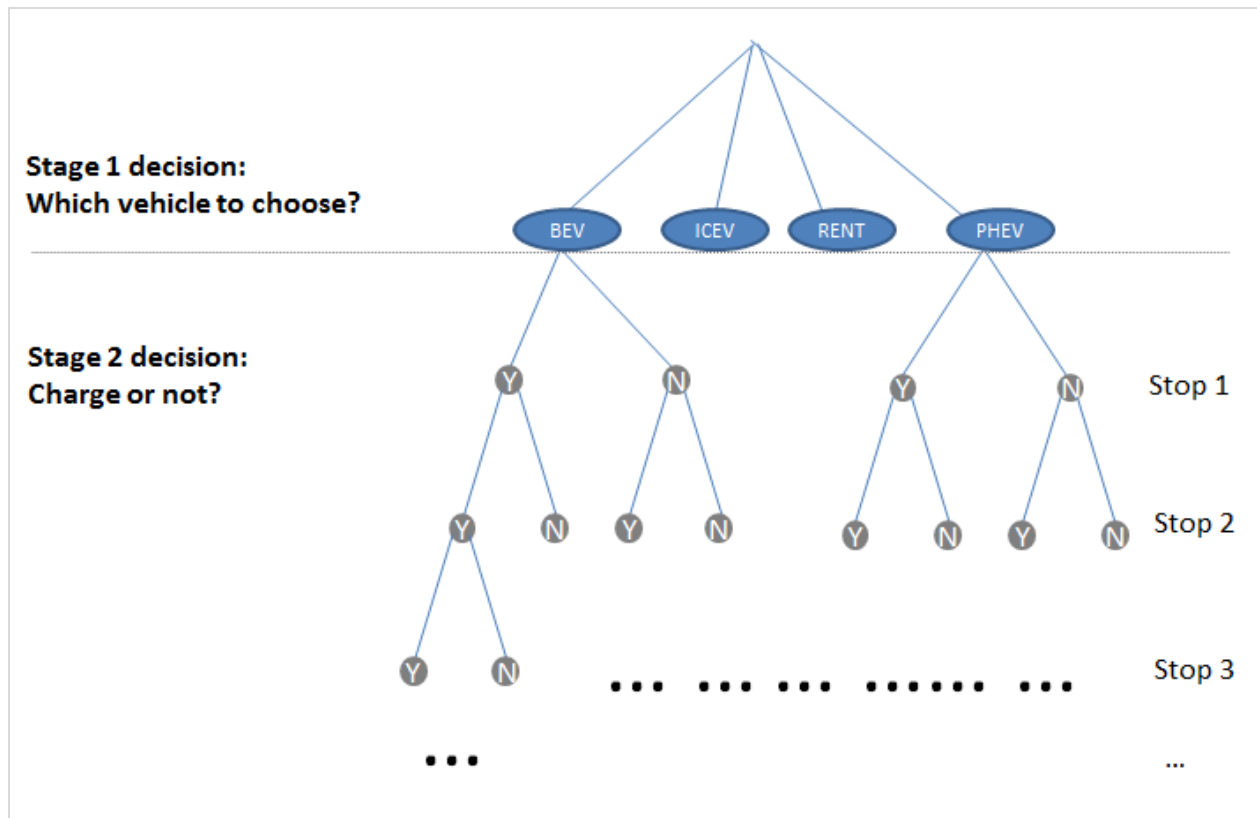 Stage 1 decision:
Which vehicle to choose?
BEV ICEV RENT PHEV
Stage 2 decision:
Charge or not?
Y N Y N Stop 1
Y N Y N Y N Y N Stop 2
Y N ... ... ... ... ... ... Stop 3
... ...